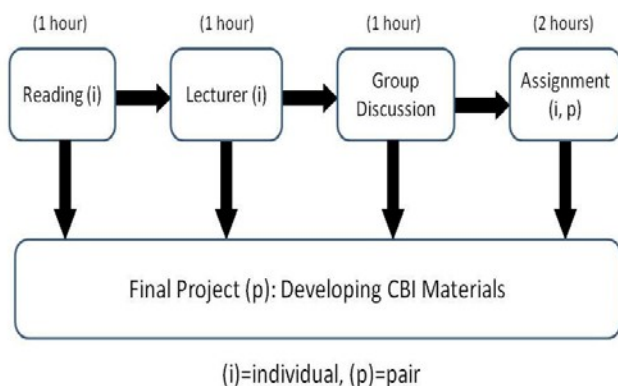 (1 hour) (1 hour) (1 hour) (2 hours)
Reading (i)
Lecturer (i)
Group
Discussion
Assignment
(i, p)
Final Project (p): Developing CBI Materials
(i)=individual, (p)=pair